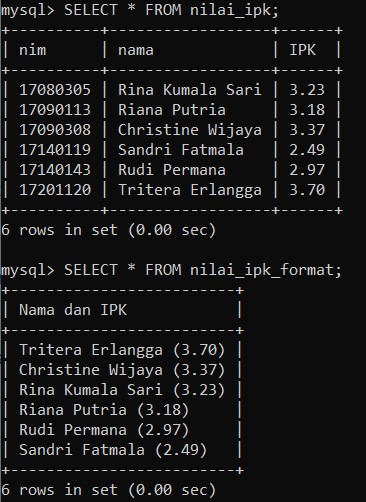 mysql> SELECT * FROM nilai_ipk;
+----------+-------------------+------+
| nim      | nama              | IPK  |
+----------+-------------------+------+
| 17080305 | Rina Kumala Sari  | 3.23 |
| 17090113 | Riana Putria      | 3.18 |
| 17090308 | Christine Wijaya  | 3.37 |
| 17140119 | Sandri Fatmala    | 2.49 |
| 17140143 | Rudi Permana      | 2.97 |
| 17201120 | Tritera Erlangga  | 3.70 |
+----------+-------------------+------+
6 rows in set (0.00 sec)
mysql> SELECT * FROM nilai_ipk_format;
+-------------------------+
| Nama dan IPK            |
+-------------------------+
| Tritera Erlangga (3.70) |
| Christine Wijaya (3.37) |
| Rina Kumala Sari (3.23) |
| Riana Putria (3.18)     |
| Rudi Permana (2.97)     |
| Sandri Fatmala (2.49)   |
+-------------------------+
6 rows in set (0.00 sec)